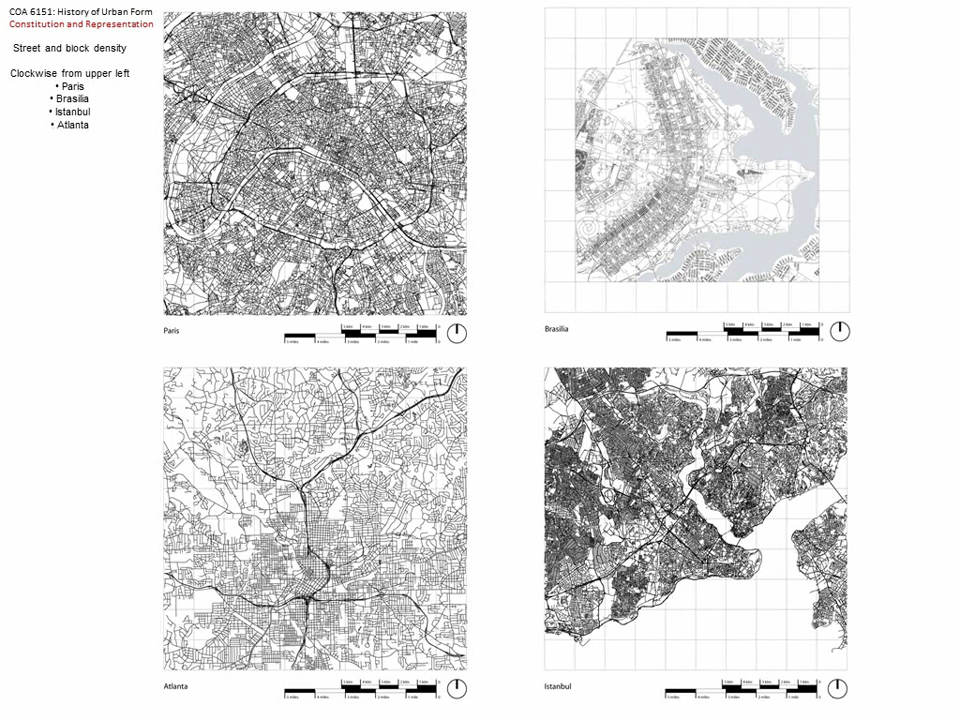 COA 6151: History of Urban Form
Constitution and Representation
Street and block density
Clockwise from upper left
• Paris
• Brasilia
• Istanbul
• Atlanta
Paris
Brasilia
Atlanta
Istanbul